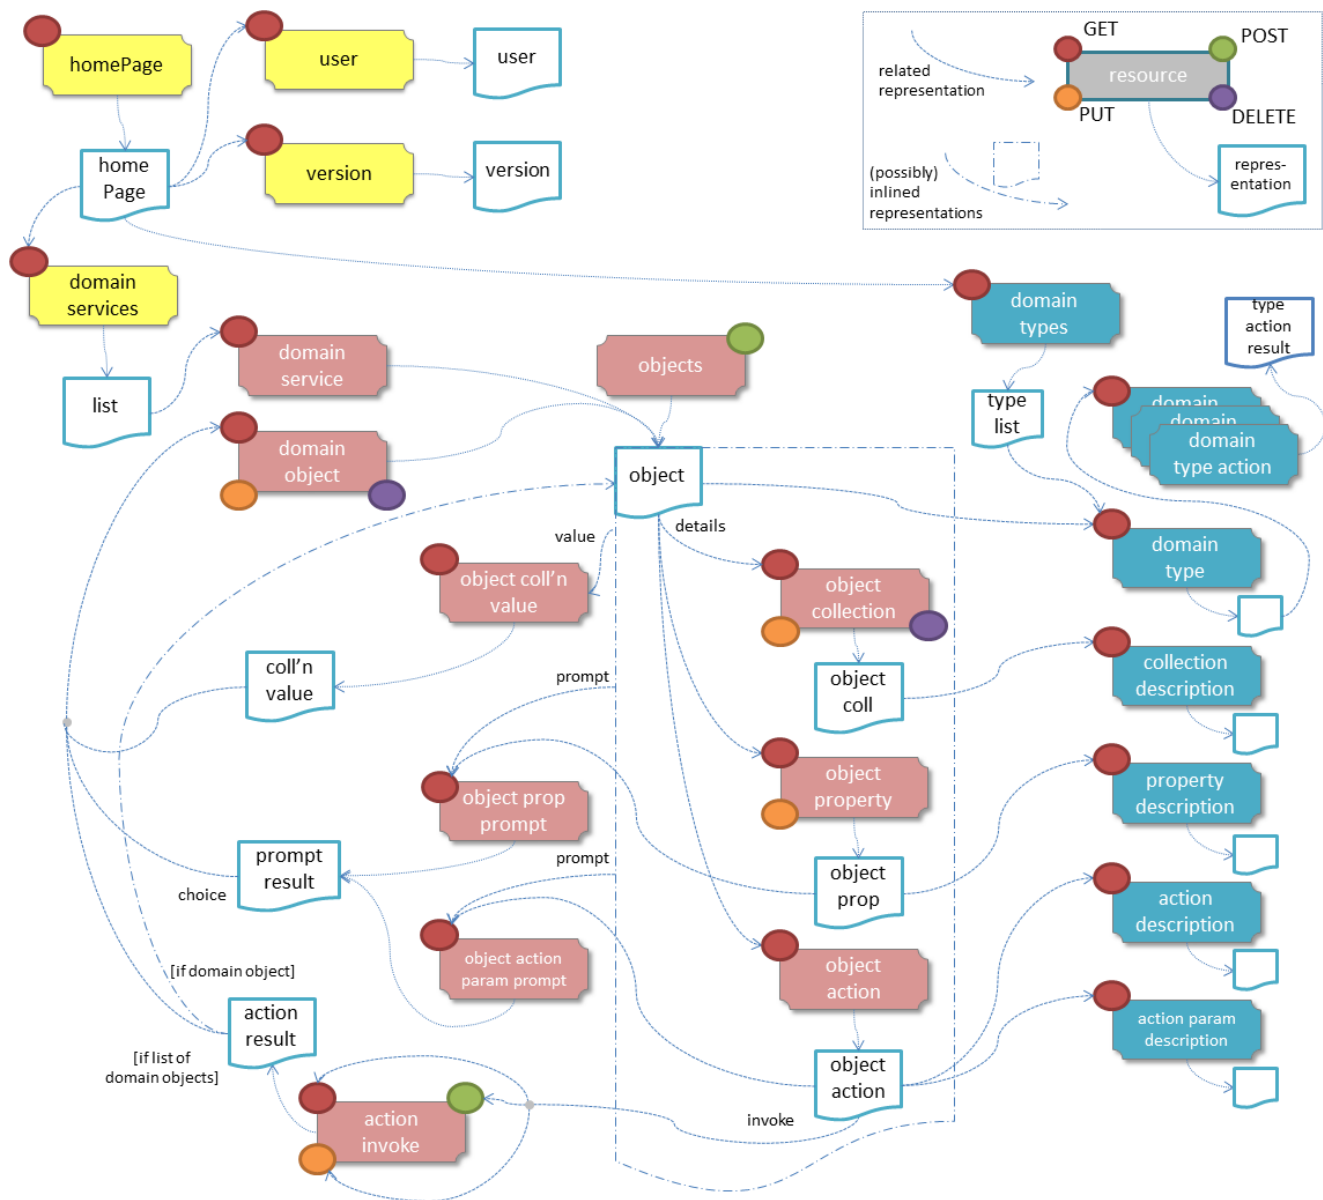 homePage
user
user
home
Page
version
version
GET
POST
resource
related
representation
PUT
DELETE
(possibly)
inlined
representations
repres-
entation
domain
services
list
domain
service
objects
domain
types
type
action
result
type
list
domain
domain
domain
type action
domain
object
object
value
details
object coll'n
value
object
collection
domain
type
coll'n
value
prompt
object
coll
collection
description
object prop
prompt
object
property
property
description
prompt
result
prompt
choice
object
prop
action
description
object action
param prompt
object
action
[if domain object]
action
result
action param
description
[if list of
domain objects]
object
action
invoke
action
invoke